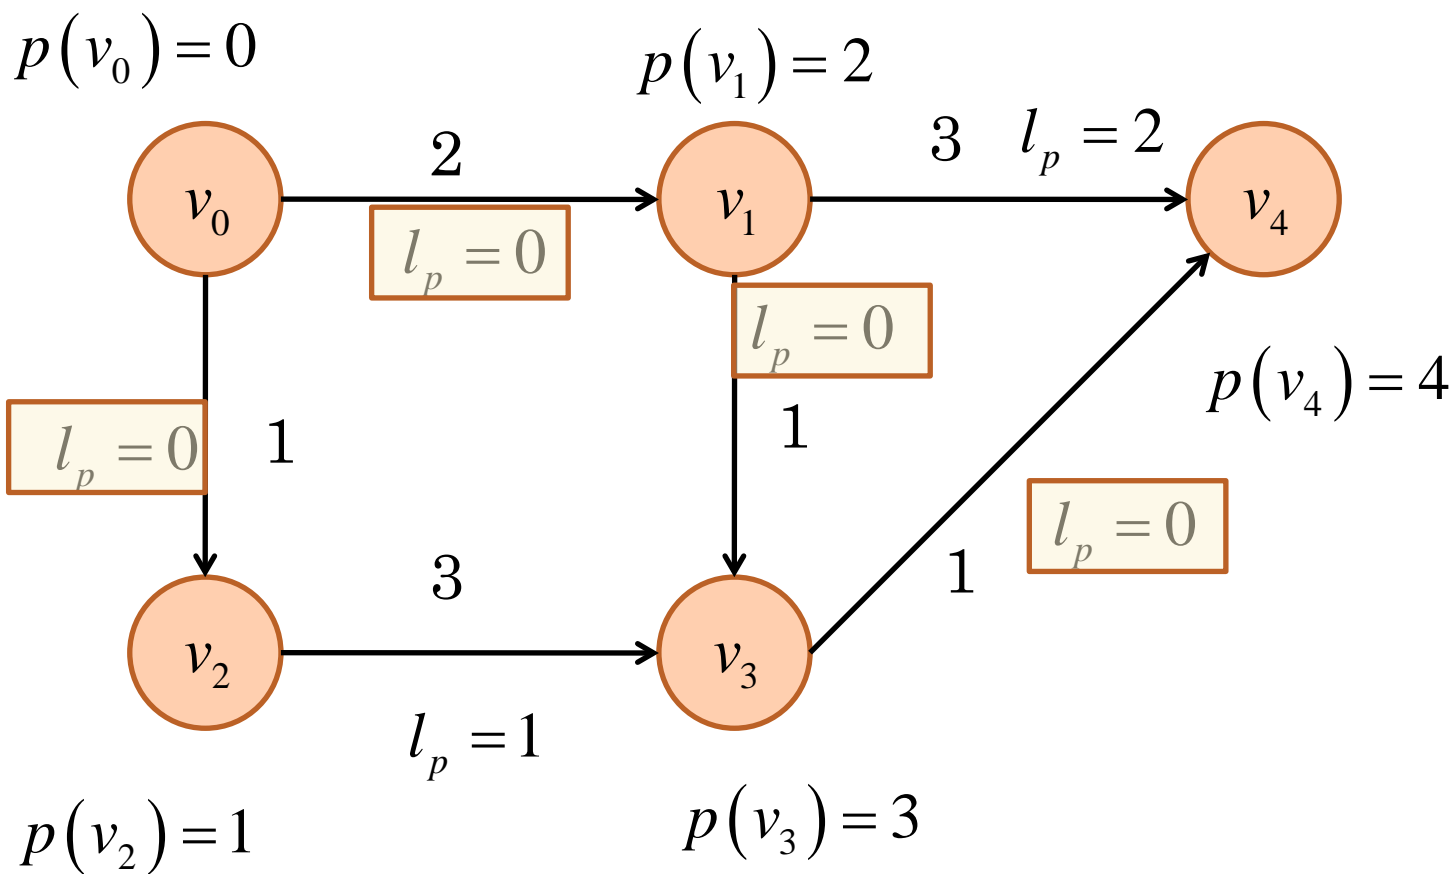 p(v₀) = 0
p(v₁) = 2
2
3
lₚ = 2
v₀
v₁
v₄
lₚ = 0
lₚ = 0
p(v₄) = 4
lₚ = 0
1
1
lₚ = 0
3
1
v₂
v₃
lₚ = 1
p(v₂) = 1
p(v₃) = 3